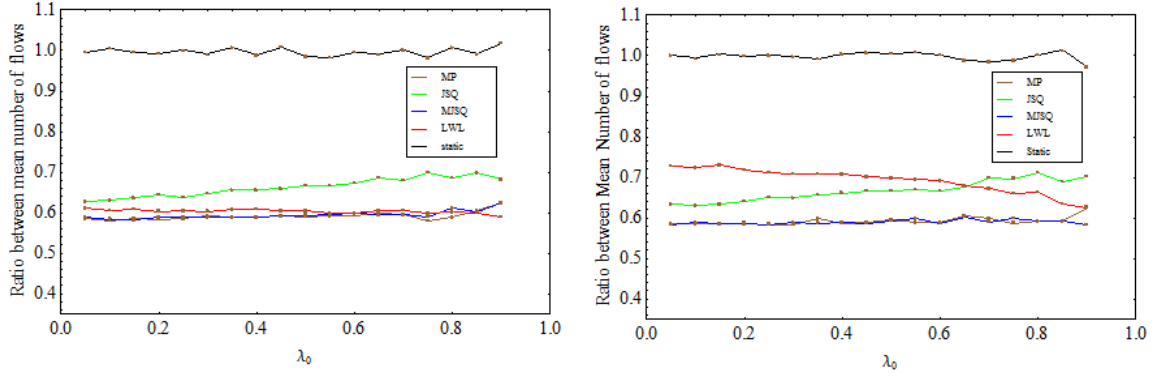 Ratio between mean number of flows
1.1
1.0
0.9
0.8
0.7
0.6
0.5
0.4
0.0
0.2
0.4
0.6
0.8
1.0
λ0
MP
JSQ
MJSQ
LWL
static
Ratio between Mean Number of flows
1.1
1.0
0.9
0.8
0.7
0.6
0.5
0.4
0.0
0.2
0.4
0.6
0.8
1.0
λ0
MP
JSQ
MJSQ
LWL
Static